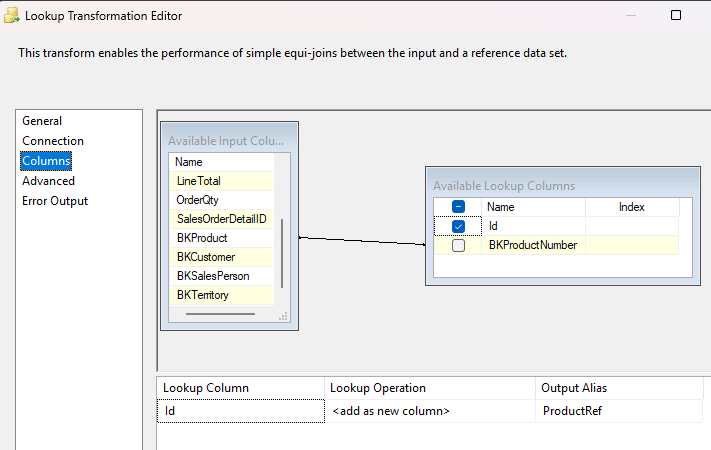 Lookup Transformation Editor
This transform enables the performance of simple equi-joins between the input and a reference data set.
General
Connection
Columns
Advanced
Error Output
Available Input Colu...
Name
LineTotal
OrderQty
SalesOrderDetailID
BKProduct
BKCustomer
BKSalesPerson
BKTerritory
Available Lookup Columns
Name Index
Id
BKProductNumber
Lookup Column Lookup Operation Output Alias
Id <add as new column> ProductRef